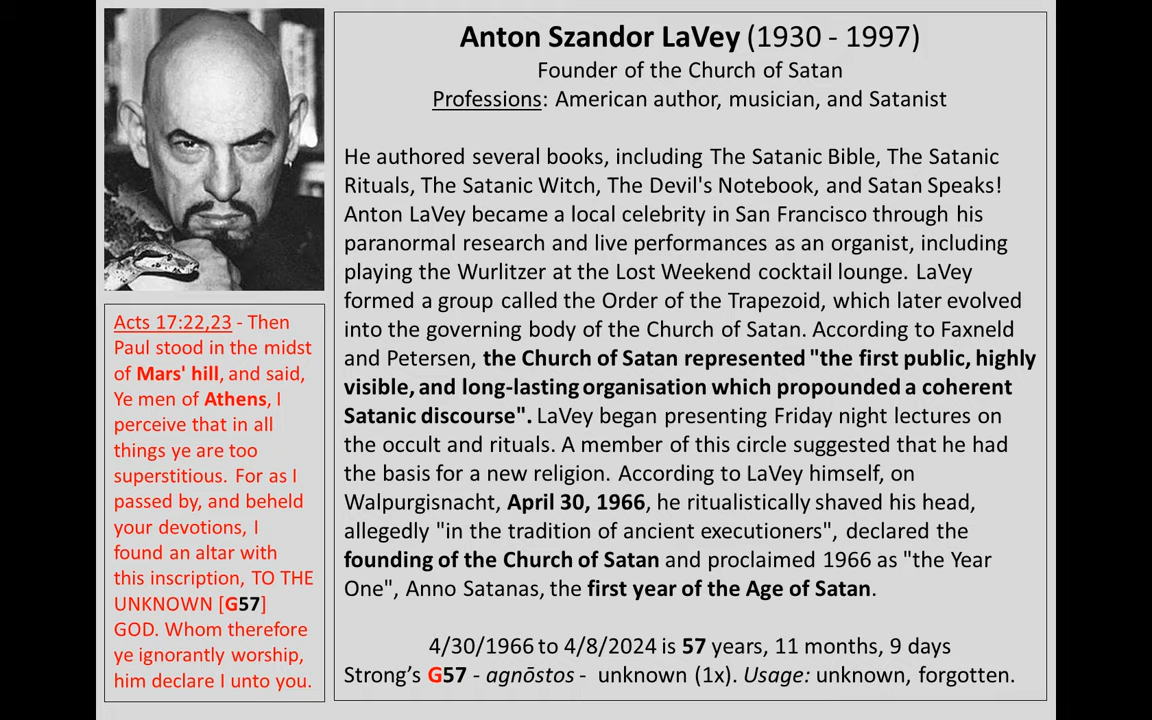 Anton Szandor LaVey (1930 - 1997)
Founder of the Church of Satan
Professions: American author, musician, and Satanist
He authored several books, including The Satanic Bible, The Satanic
Rituals, The Satanic Witch, The Devil's Notebook, and Satan Speaks!
Anton LaVey became a local celebrity in San Francisco through his
paranormal research and live performances as an organist, including
playing the Wurlitzer at the Lost Weekend cocktail lounge. LaVey
formed a group called the Order of the Trapezoid, which later evolved
into the governing body of the Church of Satan. According to Faxneld
and Petersen, the Church of Satan represented "the first public, highly
visible, and long-lasting organisation which propounded a coherent
Satanic discourse". LaVey began presenting Friday night lectures on
the occult and rituals. A member of this circle suggested that he had
the basis for a new religion. According to LaVey himself, on
Walpurgisnacht, April 30, 1966, he ritualistically shaved his head,
allegedly "in the tradition of ancient executioners", declared the
founding of the Church of Satan and proclaimed 1966 as "the Year
One", Anno Satanas, the first year of the Age of Satan.
4/30/1966 to 4/8/2024 is 57 years, 11 months, 9 days
Strong’s G57 - agnōstos - unknown (1x). Usage: unknown, forgotten.
Acts 17:22,23 - Then
Paul stood in the midst
of Mars' hill, and said,
Ye men of Athens, I
perceive that in all
things ye are too
superstitious. For as I
passed by, and beheld
your devotions, I
found an altar with
this inscription, TO THE
UNKNOWN [G57]
GOD. Whom therefore
ye ignorantly worship,
him declare I unto you.